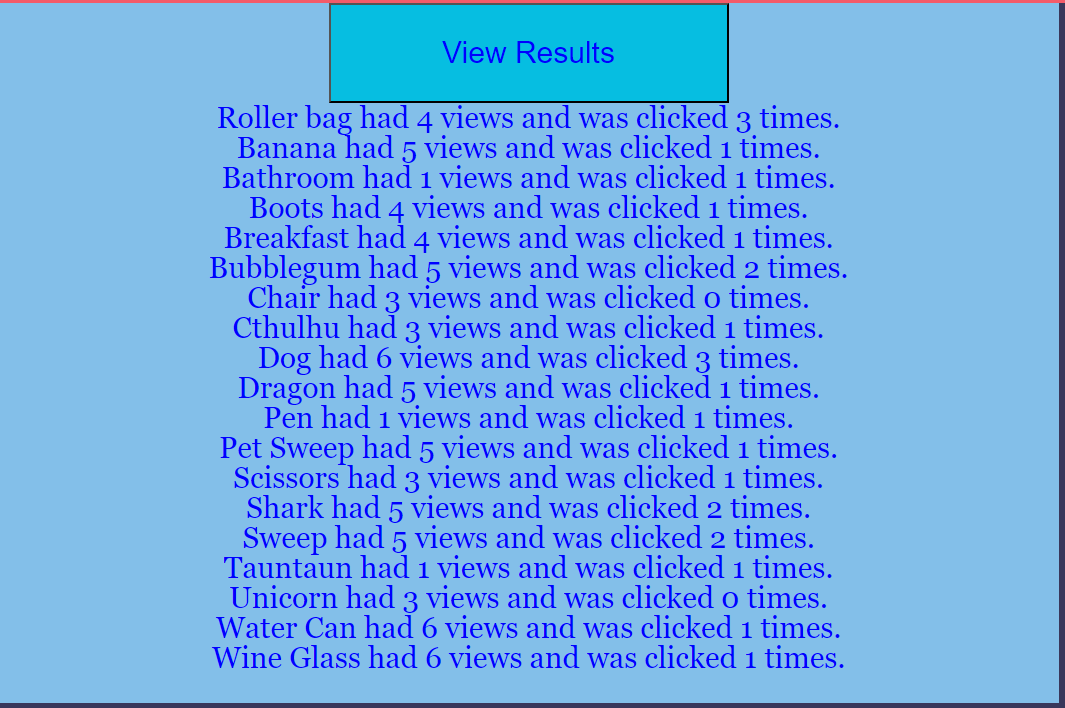 View Results
Roller bag had 4 views and was clicked 3 times.
Banana had 5 views and was clicked 1 times.
Bathroom had 1 views and was clicked 1 times.
Boots had 4 views and was clicked 1 times.
Breakfast had 4 views and was clicked 1 times.
Bubblegum had 5 views and was clicked 2 times.
Chair had 3 views and was clicked 0 times.
Cthulhu had 3 views and was clicked 1 times.
Dog had 6 views and was clicked 3 times.
Dragon had 5 views and was clicked 1 times.
Pen had 1 views and was clicked 1 times.
Pet Sweep had 5 views and was clicked 1 times.
Scissors had 3 views and was clicked 1 times.
Shark had 5 views and was clicked 2 times.
Sweep had 5 views and was clicked 2 times.
Tauntaun had 1 views and was clicked 1 times.
Unicorn had 3 views and was clicked 0 times.
Water Can had 6 views and was clicked 1 times.
Wine Glass had 6 views and was clicked 1 times.